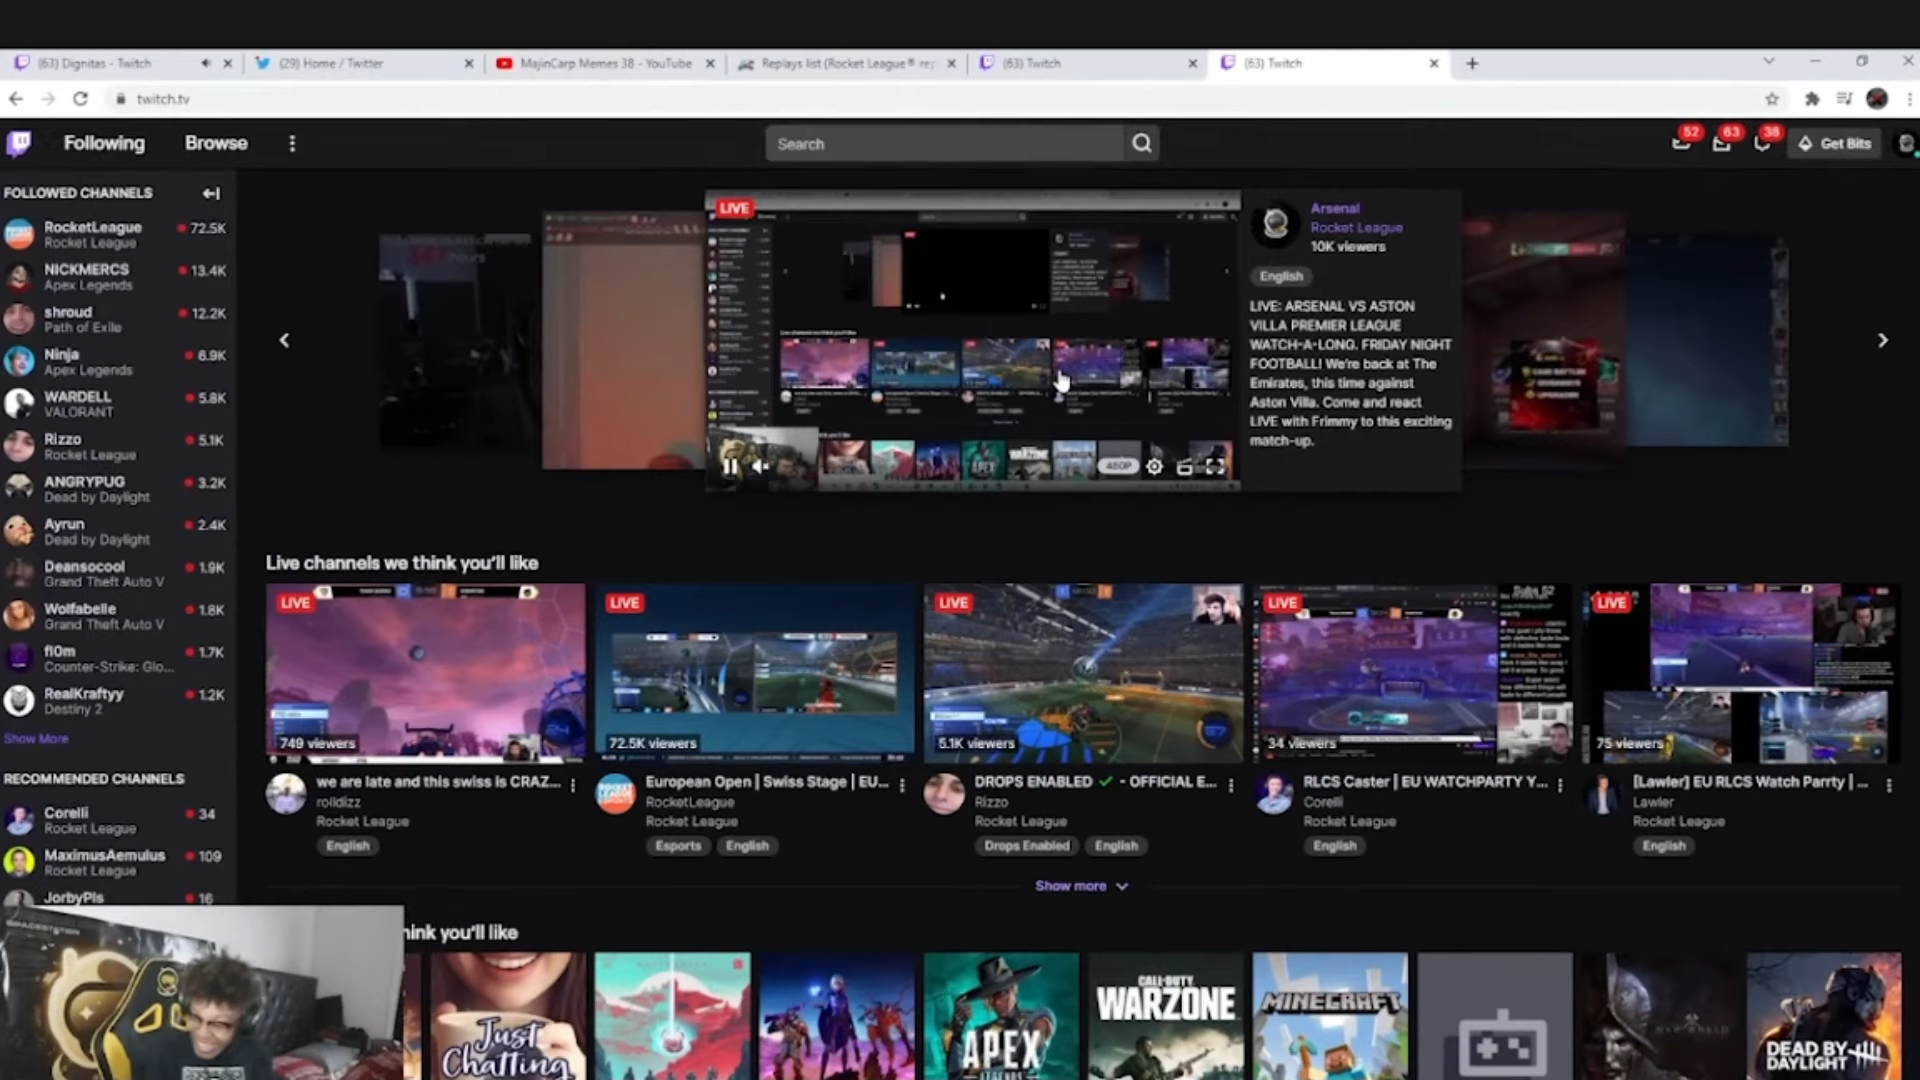 (63) Dignitas - Twitch
(29) Home / Twitter
MajinCarp Memes 38 - YouTube
Replays list (Rocket League® re
(63) Twitch
(63) Twitch
twitch.tv
Following
Browse
Search
52
63
38
Get Bits
FOLLOWED CHANNELS
RocketLeague
Rocket League
72.5K
NICKMERCS
Apex Legends
13.4K
shroud
Path of Exile
12.2K
Ninja
Apex Legends
6.9K
WARDELL
VALORANT
5.8K
Rizzo
Rocket League
5.1K
ANGRYPUG
Dead by Daylight
3.2K
Ayrun
Dead by Daylight
2.4K
Deansocool
Grand Theft Auto V
1.9K
Wolfabelle
Grand Theft Auto V
1.8K
fl0m
Counter-Strike: Glo...
1.7K
RealKraftyy
Destiny 2
1.2K
Show More
RECOMMENDED CHANNELS
Corelli
Rocket League
34
MaximusAemulus
Rocket League
109
JorbyPls
16
LIVE
480P
Arsenal
Rocket League
10K viewers
English
LIVE: ARSENAL VS ASTON
VILLA PREMIER LEAGUE
WATCH-A-LONG. FRIDAY NIGHT
FOOTBALL! We're back at The
Emirates, this time against
Aston Villa. Come and react
LIVE with Frimmy to this exciting
match-up.
Live channels we think you'll like
LIVE
749 viewers
we are late and this swiss is CRAZ...
rolldizz
Rocket League
English
LIVE
72.5K viewers
European Open | Swiss Stage | EU...
RocketLeague
Rocket League
Esports
English
LIVE
5.1K viewers
DROPS ENABLED ✓ - OFFICIAL E...
Rizzo
Rocket League
Drops Enabled
English
LIVE
34 viewers
RLCS Caster | EU WATCHPARTY Y...
Corelli
Rocket League
English
LIVE
75 viewers
[Lawler] EU RLCS Watch Parrty | ...
Lawler
Rocket League
English
Show more
hink you'll like
SPACESTATION
Just
Chatting
APEX
LEGENDS
CALL OF DUTY
WARZONE
MINECRAFT
NEW WORLD
DEAD BY
DAYLIGHT